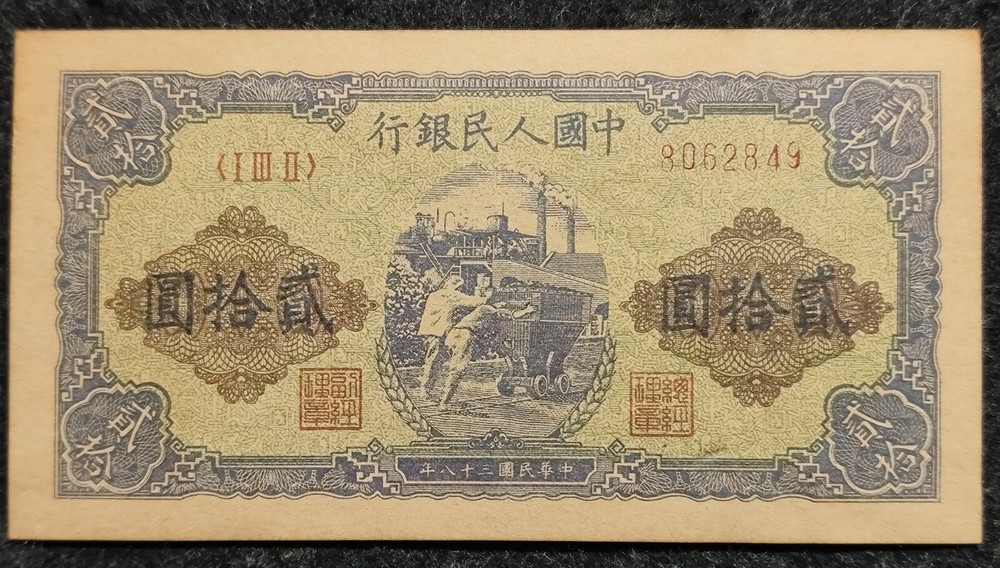 貳拾
貳拾
中國人民銀行
〈I III II〉
8062849
貳拾圓
貳拾圓
總經理章
副經理章
中華民國三十八年
貳拾
貳拾